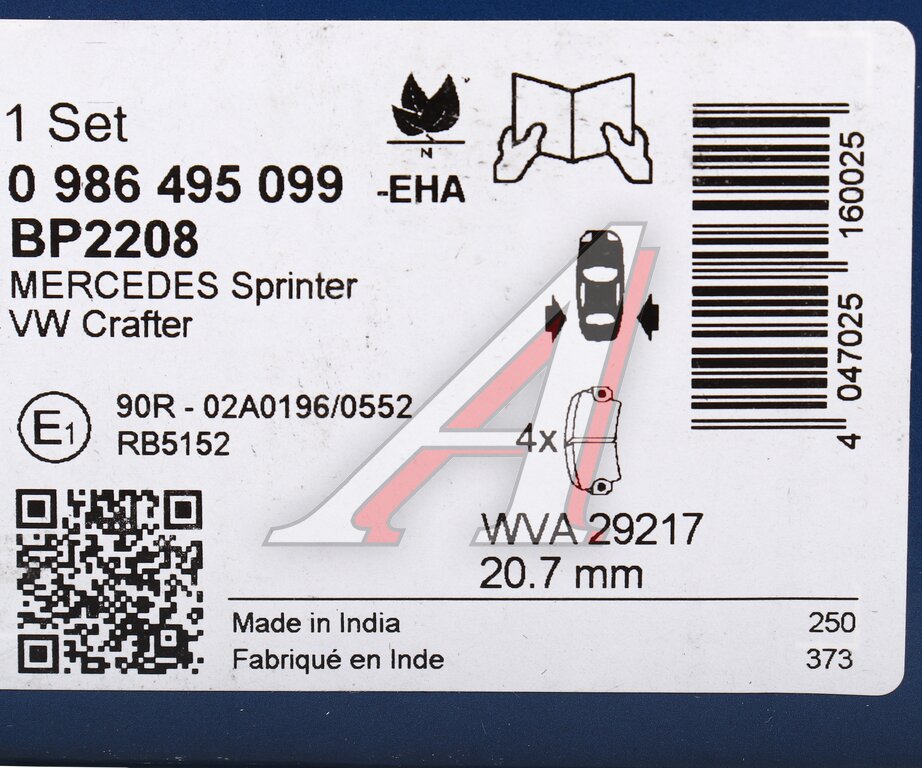 1 Set
0 986 495 099
BP2208
MERCEDES Sprinter
VW Crafter
N
-EHA
4 047025 160025
E1
90R - 02A0196/0552
RB5152
4x
WVA 29217
20.7 mm
Made in India 250
Fabriqué en Inde 373